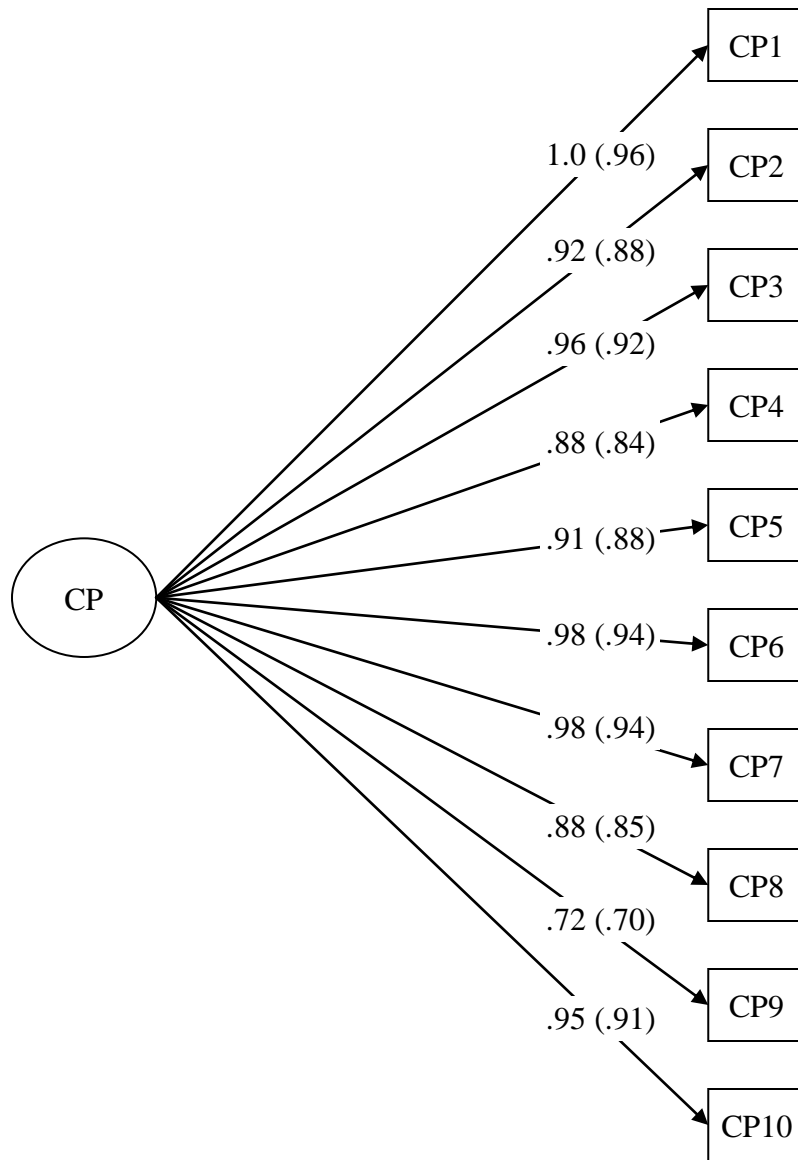 CP1
1.0 (.96)
CP2
.92 (.88)
CP3
.96 (.92)
CP4
.88 (.84)
CP5
.91 (.88)
CP
CP6
.98 (.94)
CP7
.98 (.94)
CP8
.88 (.85)
CP9
.72 (.70)
CP10
.95 (.91)